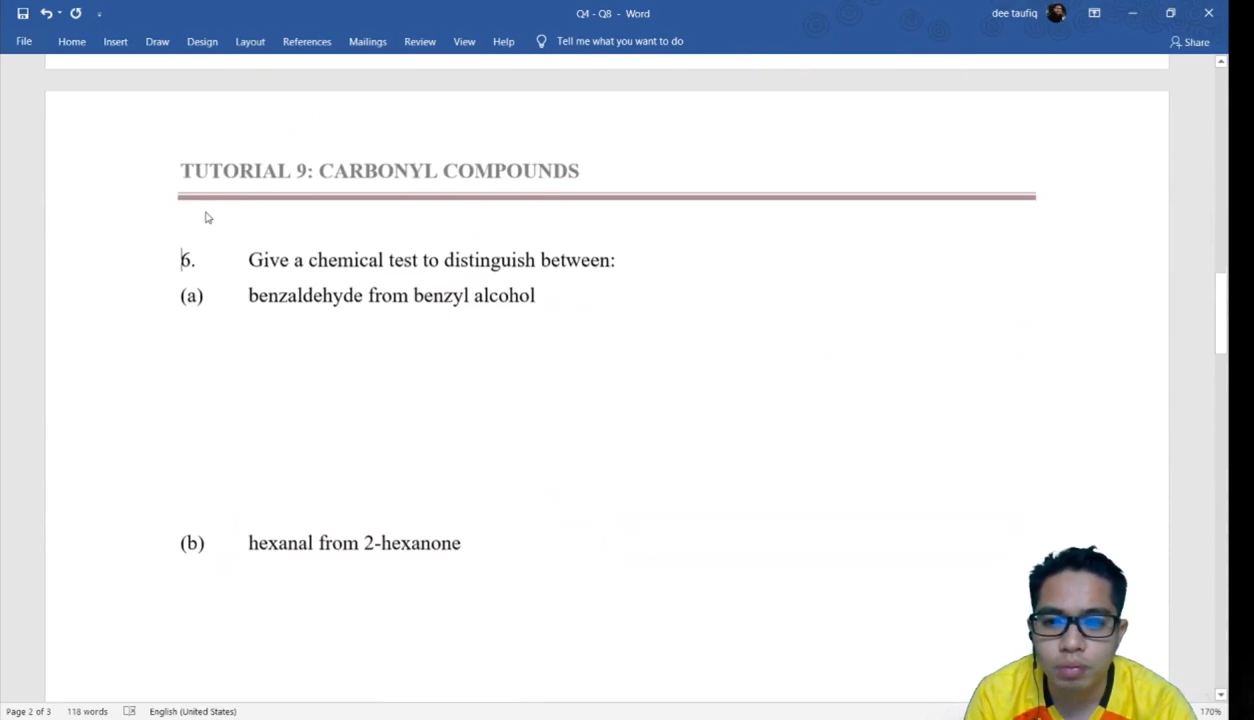 Q4 - Q8 - Word
dee taufiq
File Home Insert Draw Design Layout References Mailings Review View Help Tell me what you want to do
Share
TUTORIAL 9: CARBONYL COMPOUNDS
6. Give a chemical test to distinguish between:
(a) benzaldehyde from benzyl alcohol
(b) hexanal from 2-hexanone
Page 2 of 3 118 words English (United States) 170%